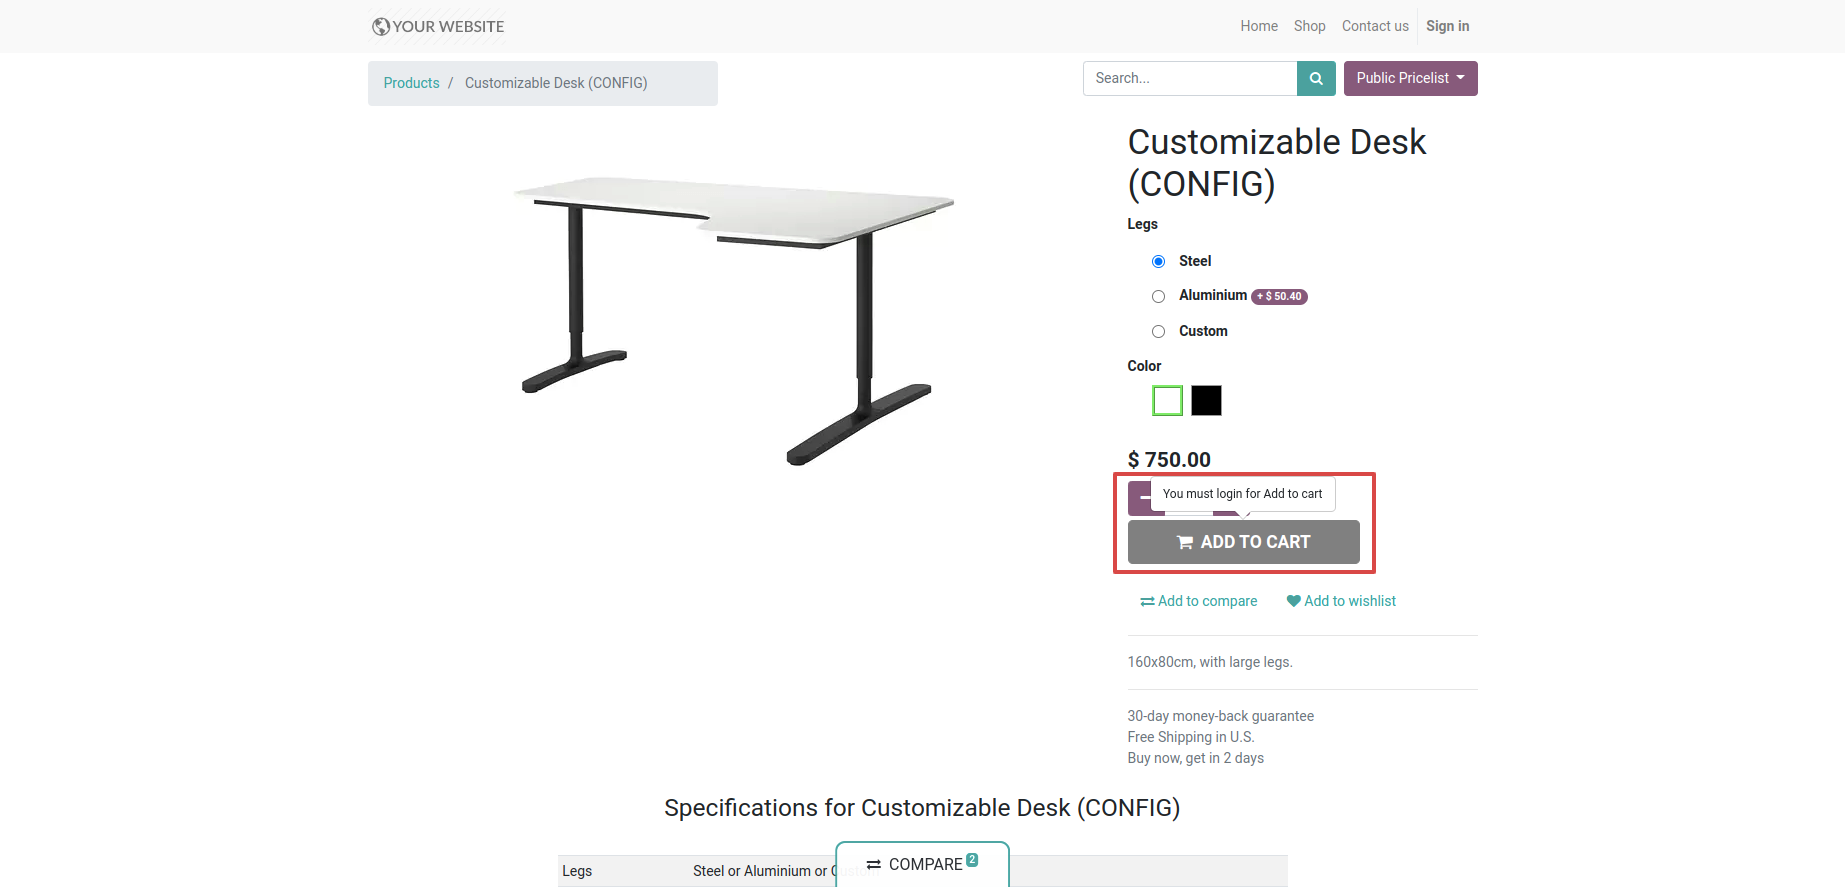 YOUR WEBSITE
Home Shop Contact us Sign in
Products / Customizable Desk (CONFIG)
Search...
Public Pricelist
Customizable Desk
(CONFIG)
Legs
Steel
Aluminium + $ 50.40
Custom
Color
$ 750.00
You must login for Add to cart
ADD TO CART
Add to compare Add to wishlist
160x80cm, with large legs.
30-day money-back guarantee
Free Shipping in U.S.
Buy now, get in 2 days
Specifications for Customizable Desk (CONFIG)
COMPARE 2
Legs Steel or Aluminium or